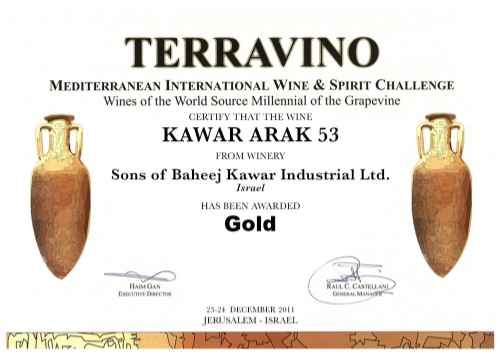 TERRAVINO
MEDITERRANEAN INTERNATIONAL WINE & SPIRIT CHALLENGE
Wines of the World Source Millennial of the Grapevine
CERTIFY THAT THE WINE
KAWAR ARAK 53
FROM WINERY
Sons of Baheej Kawar Industrial Ltd.
Israel
HAS BEEN AWARDED
Gold
HAIM GAN
EXECUTIVE DIRECTOR
RAUL C. CASTELLANI
GENERAL MANAGER
23-24 DECEMBER 2011
JERUSALEM - ISRAEL